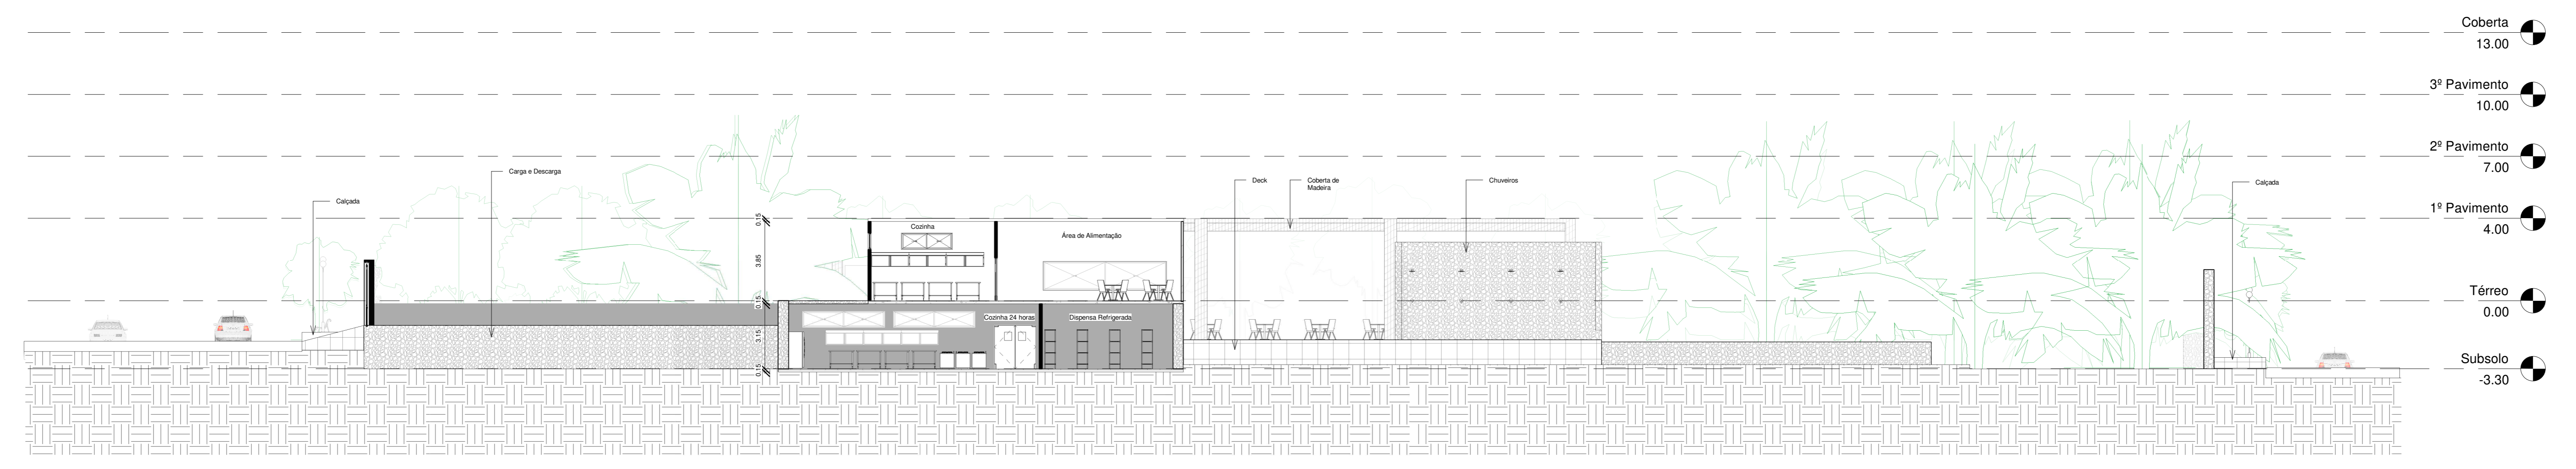 Coberta
13.00
3º Pavimento
10.00
2º Pavimento
7.00
1º Pavimento
4.00
Térreo
0.00
Subsolo
-3.30
Calçada
Carga e Descarga
Deck
Coberta de
Madeira
Chuveiros
Calçada
0.15
3.85
0.15
3.15
0.15
Cozinha
Área de Alimentação
Cozinha 24 horas
Dispensa Refrigerada